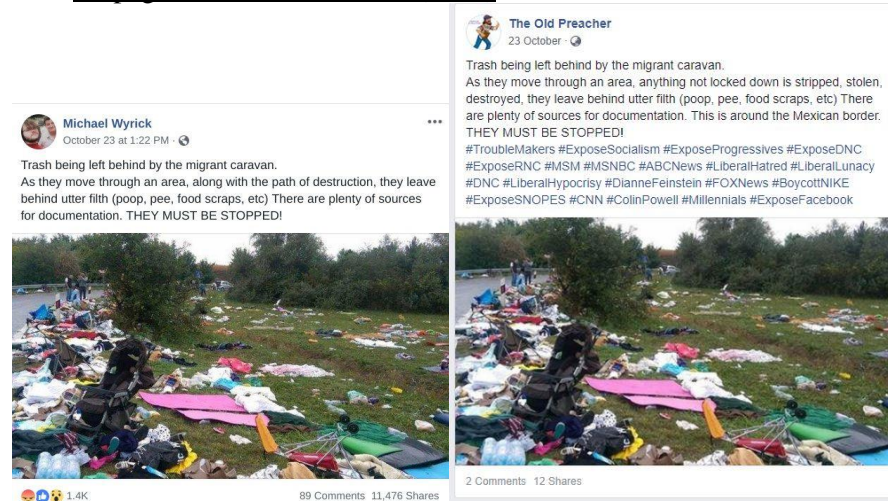 Michael Wyrick
October 23 at 1:22 PM ·
Trash being left behind by the migrant caravan.
As they move through an area, along with the path of destruction, they leave
behind utter filth (poop, pee, food scraps, etc) There are plenty of sources
for documentation. THEY MUST BE STOPPED!
1.4K
89 Comments 11,476 Shares
The Old Preacher
23 October ·
Trash being left behind by the migrant caravan.
As they move through an area, anything not locked down is stripped, stolen,
destroyed, they leave behind utter filth (poop, pee, food scraps, etc) There
are plenty of sources for documentation. This is around the Mexican border.
THEY MUST BE STOPPED!
#TroubleMakers #ExposeSocialism #ExposeProgressives #ExposeDNC
#ExposeRNC #MSM #MSNBC #ABCNews #LiberalHatred #LiberalLunacy
#DNC #LiberalHypocrisy #DianneFeinstein #FOXNews #BoycottNIKE
#ExposeSNOPES #CNN #ColinPowell #Millennials #ExposeFacebook
2 Comments 12 Shares